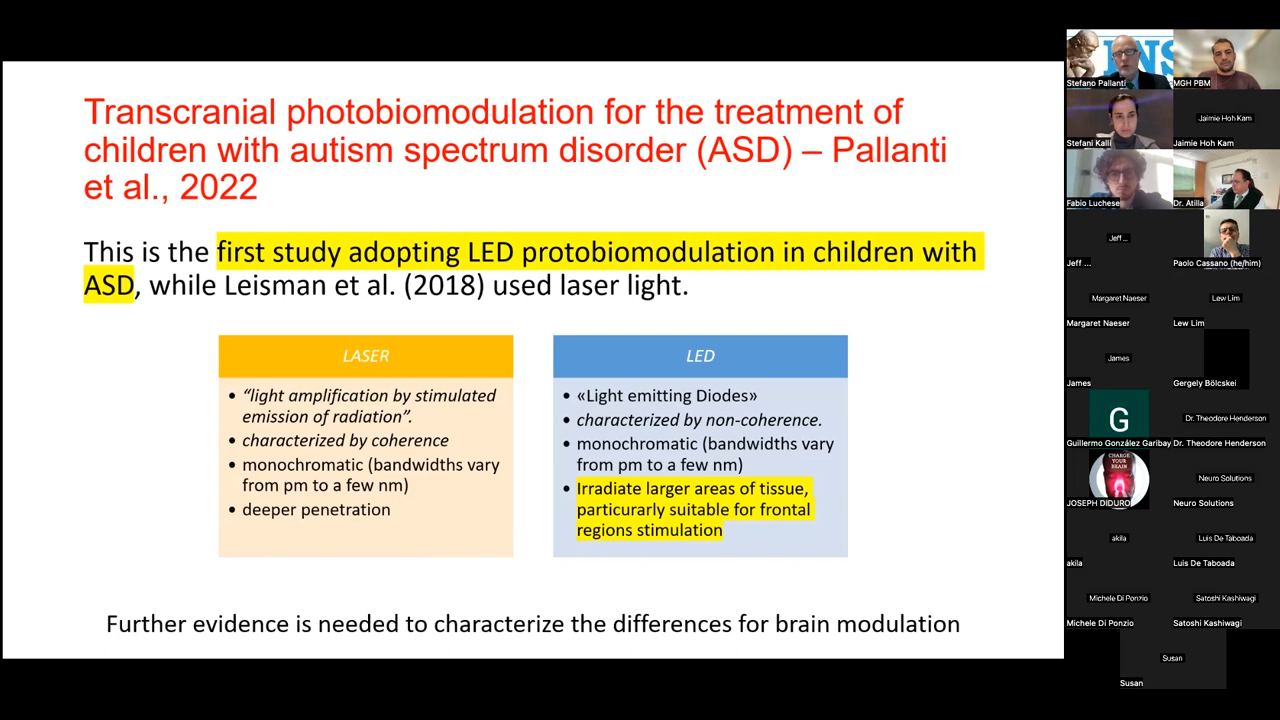 Transcranial photobiomodulation for the treatment of
children with autism spectrum disorder (ASD) – Pallanti
et al., 2022
This is the first study adopting LED protobiomodulation in children with
ASD, while Leisman et al. (2018) used laser light.
LASER
• “light amplification by stimulated
emission of radiation”.
• characterized by coherence
• monochromatic (bandwidths vary
from pm to a few nm)
• deeper penetration
LED
• «Light emitting Diodes»
• characterized by non-coherence.
• monochromatic (bandwidths vary
from pm to a few nm)
• Irradiate larger areas of tissue,
particurarly suitable for frontal
regions stimulation
Further evidence is needed to characterize the differences for brain modulation
Stefano Pallanti
MGH PBM
Stefani Kalli
Jaimie Hoh Kam
Jaimie Hoh Kam
Fabio Luchese
Dr. Atilla
Jeff ...
Jeff ...
Paolo Cassano (he/him)
Margaret Naeser
Margaret Naeser
Lew Lim
Lew Lim
James
James
Gergely Bölcskei
G
Guillermo González Garibay
Dr. Theodore Henderson
Dr. Theodore Henderson
CHARGE
YOUR
BRAIN
JOSEPH DIDURO
Neuro Solutions
Neuro Solutions
akila
akila
Luis De Taboada
Luis De Taboada
Michele Di Ponzio
Michele Di Ponzio
Satoshi Kashiwagi
Satoshi Kashiwagi
Susan
Susan